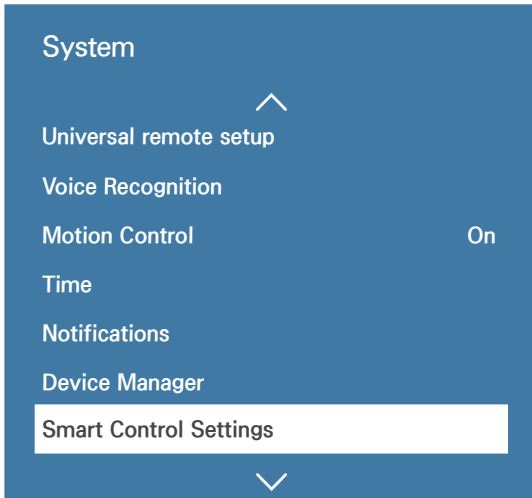 System
Universal remote setup
Voice Recognition
Motion Control On
Time
Notifications
Device Manager
Smart Control Settings